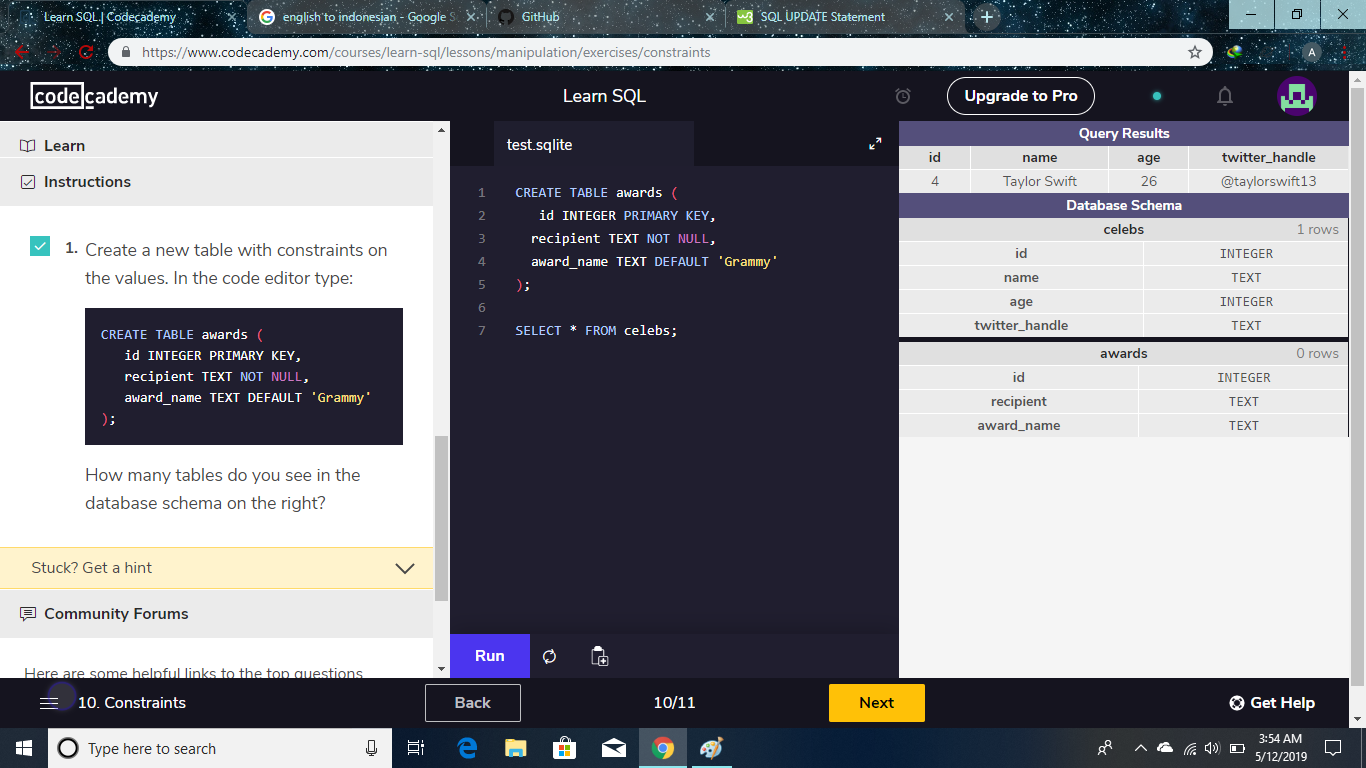 Learn SQL | Codecademy
english to indonesian - Google S
GitHub
SQL UPDATE Statement
https://www.codecademy.com/courses/learn-sql/lessons/manipulation/exercises/constraints
A
codecademy
Learn SQL
Upgrade to Pro
Learn
Instructions
1. Create a new table with constraints on
the values. In the code editor type:
CREATE TABLE awards (
id INTEGER PRIMARY KEY,
recipient TEXT NOT NULL,
award_name TEXT DEFAULT 'Grammy'
);
How many tables do you see in the
database schema on the right?
Stuck? Get a hint
Community Forums
Here are some helpful links to the top questions
test.sqlite
1 CREATE TABLE awards (
2 id INTEGER PRIMARY KEY,
3 recipient TEXT NOT NULL,
4 award_name TEXT DEFAULT 'Grammy'
5 );
6
7 SELECT * FROM celebs;
Run
Query Results
id name age twitter_handle
4 Taylor Swift 26 @taylorswift13
Database Schema
celebs 1 rows
id INTEGER
name TEXT
age INTEGER
twitter_handle TEXT
awards 0 rows
id INTEGER
recipient TEXT
award_name TEXT
10. Constraints
Back
10/11
Next
Get Help
Type here to search
3:54 AM
5/12/2019